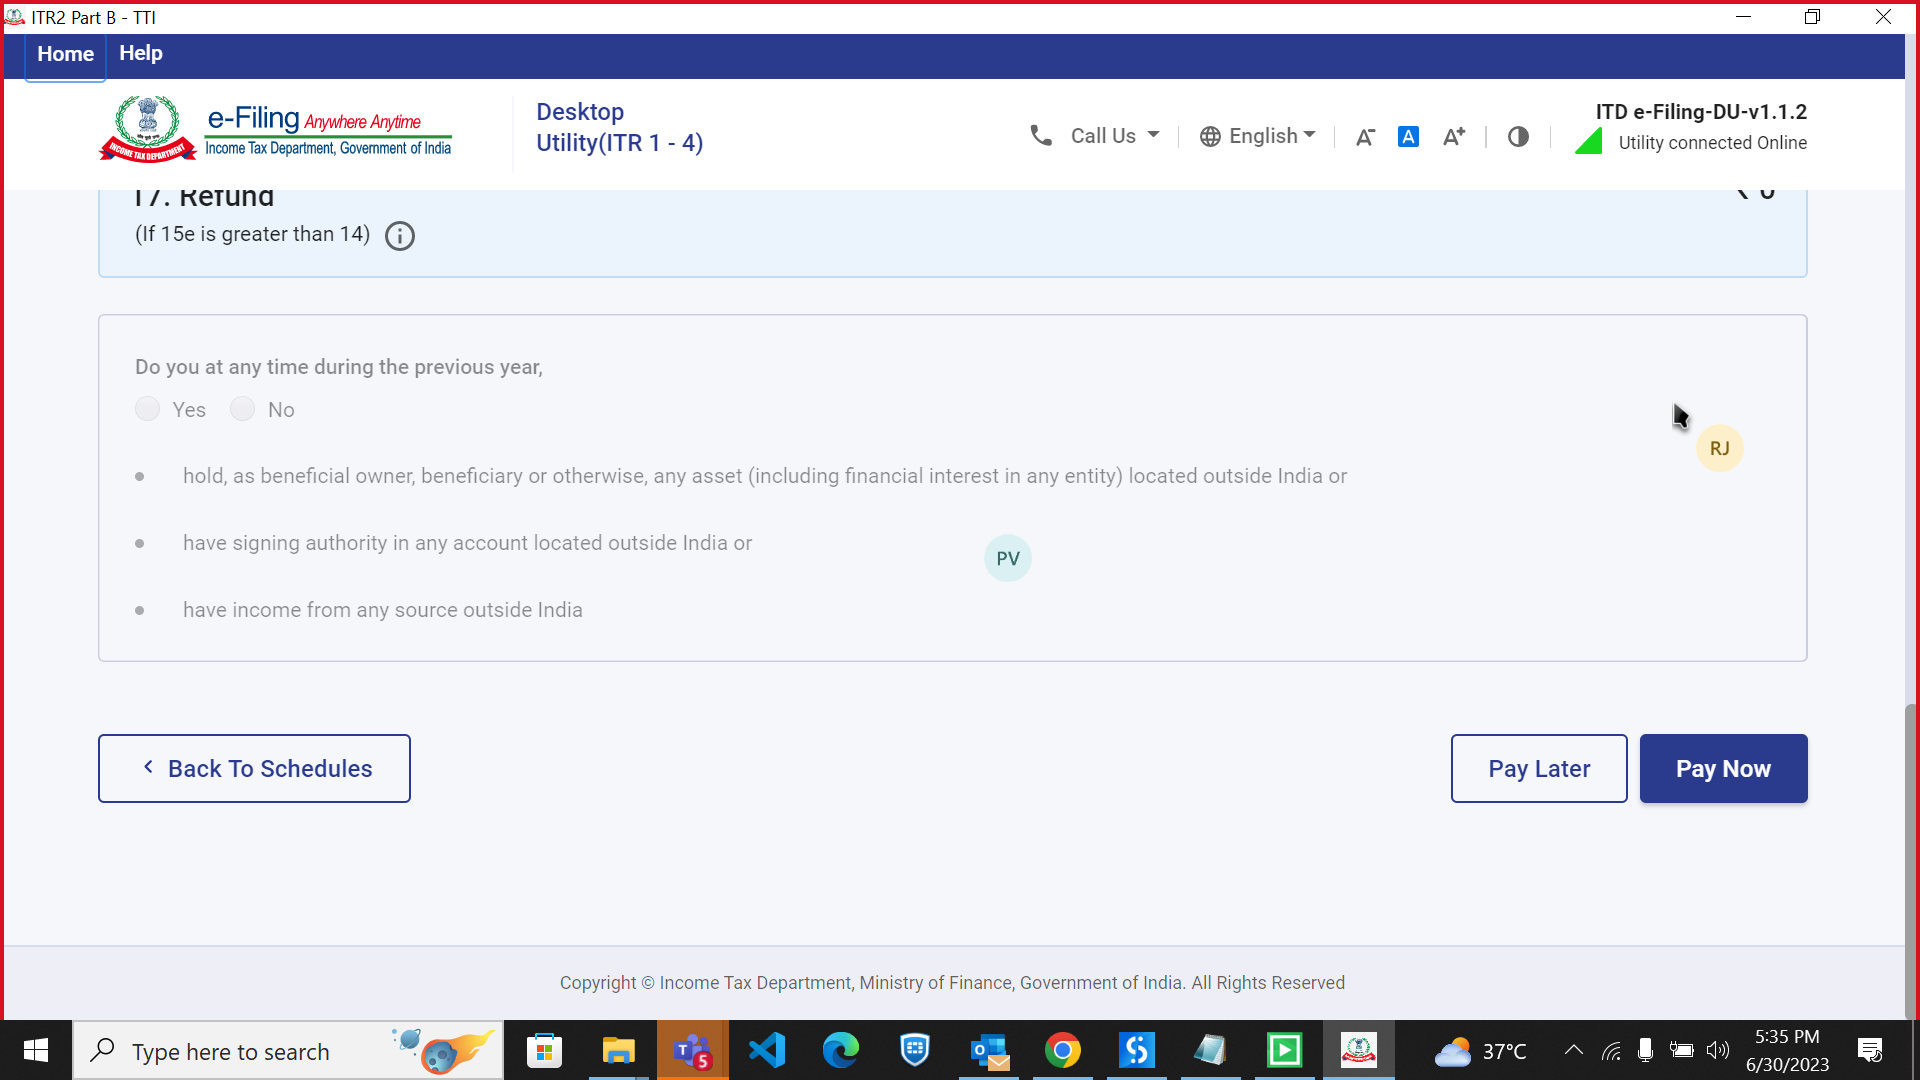 ITR2 Part B - TTI
Home Help
e-Filing Anywhere Anytime
Income Tax Department, Government of India
INCOME TAX DEPARTMENT
Desktop
Utility(ITR 1 - 4)
Call Us
English
A-
A
A+
ITD e-Filing-DU-v1.1.2
Utility connected Online
17. Refund
₹ 0
(If 15e is greater than 14)
Do you at any time during the previous year,
Yes No
RJ
hold, as beneficial owner, beneficiary or otherwise, any asset (including financial interest in any entity) located outside India or
have signing authority in any account located outside India or
PV
have income from any source outside India
Back To Schedules
Pay Later
Pay Now
Copyright © Income Tax Department, Ministry of Finance, Government of India. All Rights Reserved
Type here to search
5
37°C
5:35 PM
6/30/2023